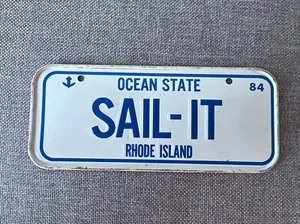 OCEAN STATE 84
SAIL-IT
RHODE ISLAND